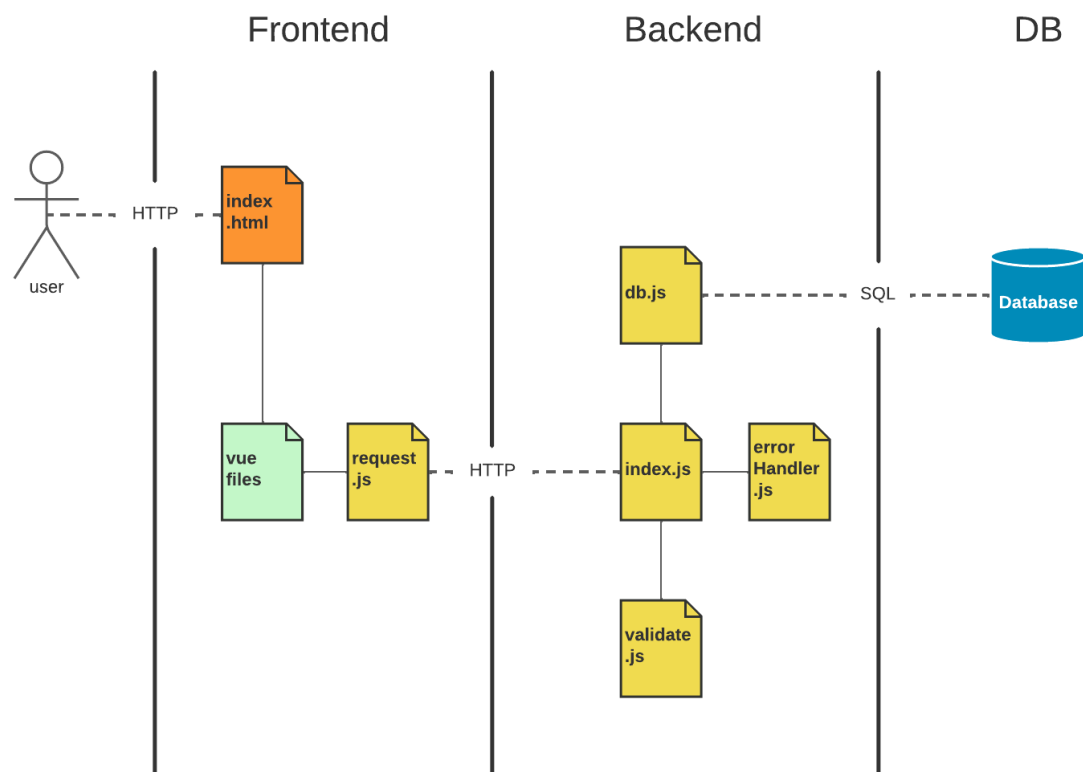 Frontend
Backend
DB
HTTP
index
.html
user
db.js
SQL
Database
vue
files
request
.js
HTTP
index.js
error
Handler
.js
validate
.js